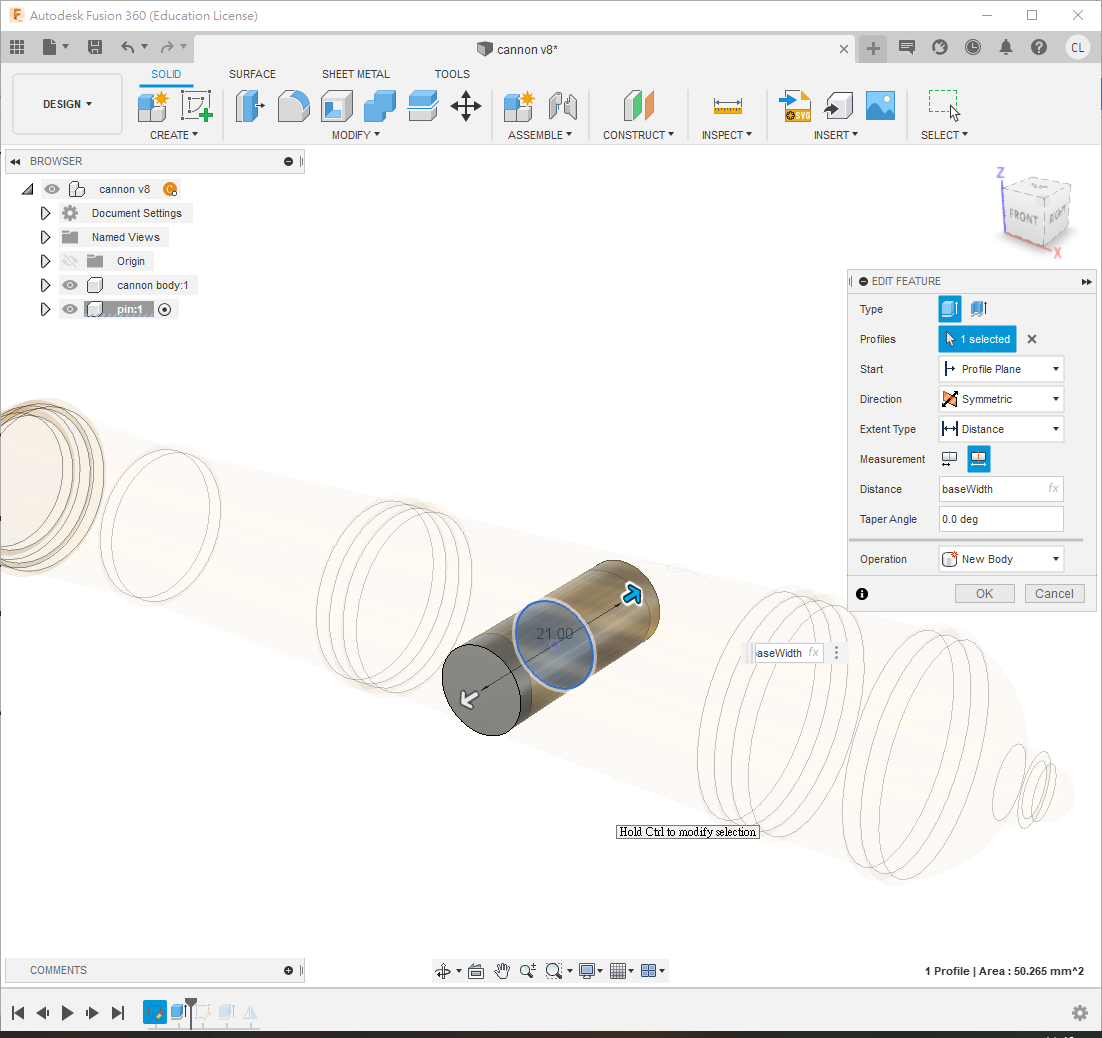 Autodesk Fusion 360 (Education License)
cannon v8*
CL
DESIGN
SOLID SURFACE SHEET METAL TOOLS
CREATE MODIFY ASSEMBLE CONSTRUCT INSPECT INSERT SELECT
SVG
BROWSER
cannon v8
Document Settings
Named Views
Origin
cannon body:1
pin:1
Z
TOP
FRONT RIGHT
X
EDIT FEATURE
Type
Profiles 1 selected
Start Profile Plane
Direction Symmetric
Extent Type Distance
Measurement
Distance baseWidth fx
Taper Angle 0.0 deg
Operation New Body
OK Cancel
21.00
baseWidth fx
Hold Ctrl to modify selection
COMMENTS
1 Profile | Area : 50.265 mm^2